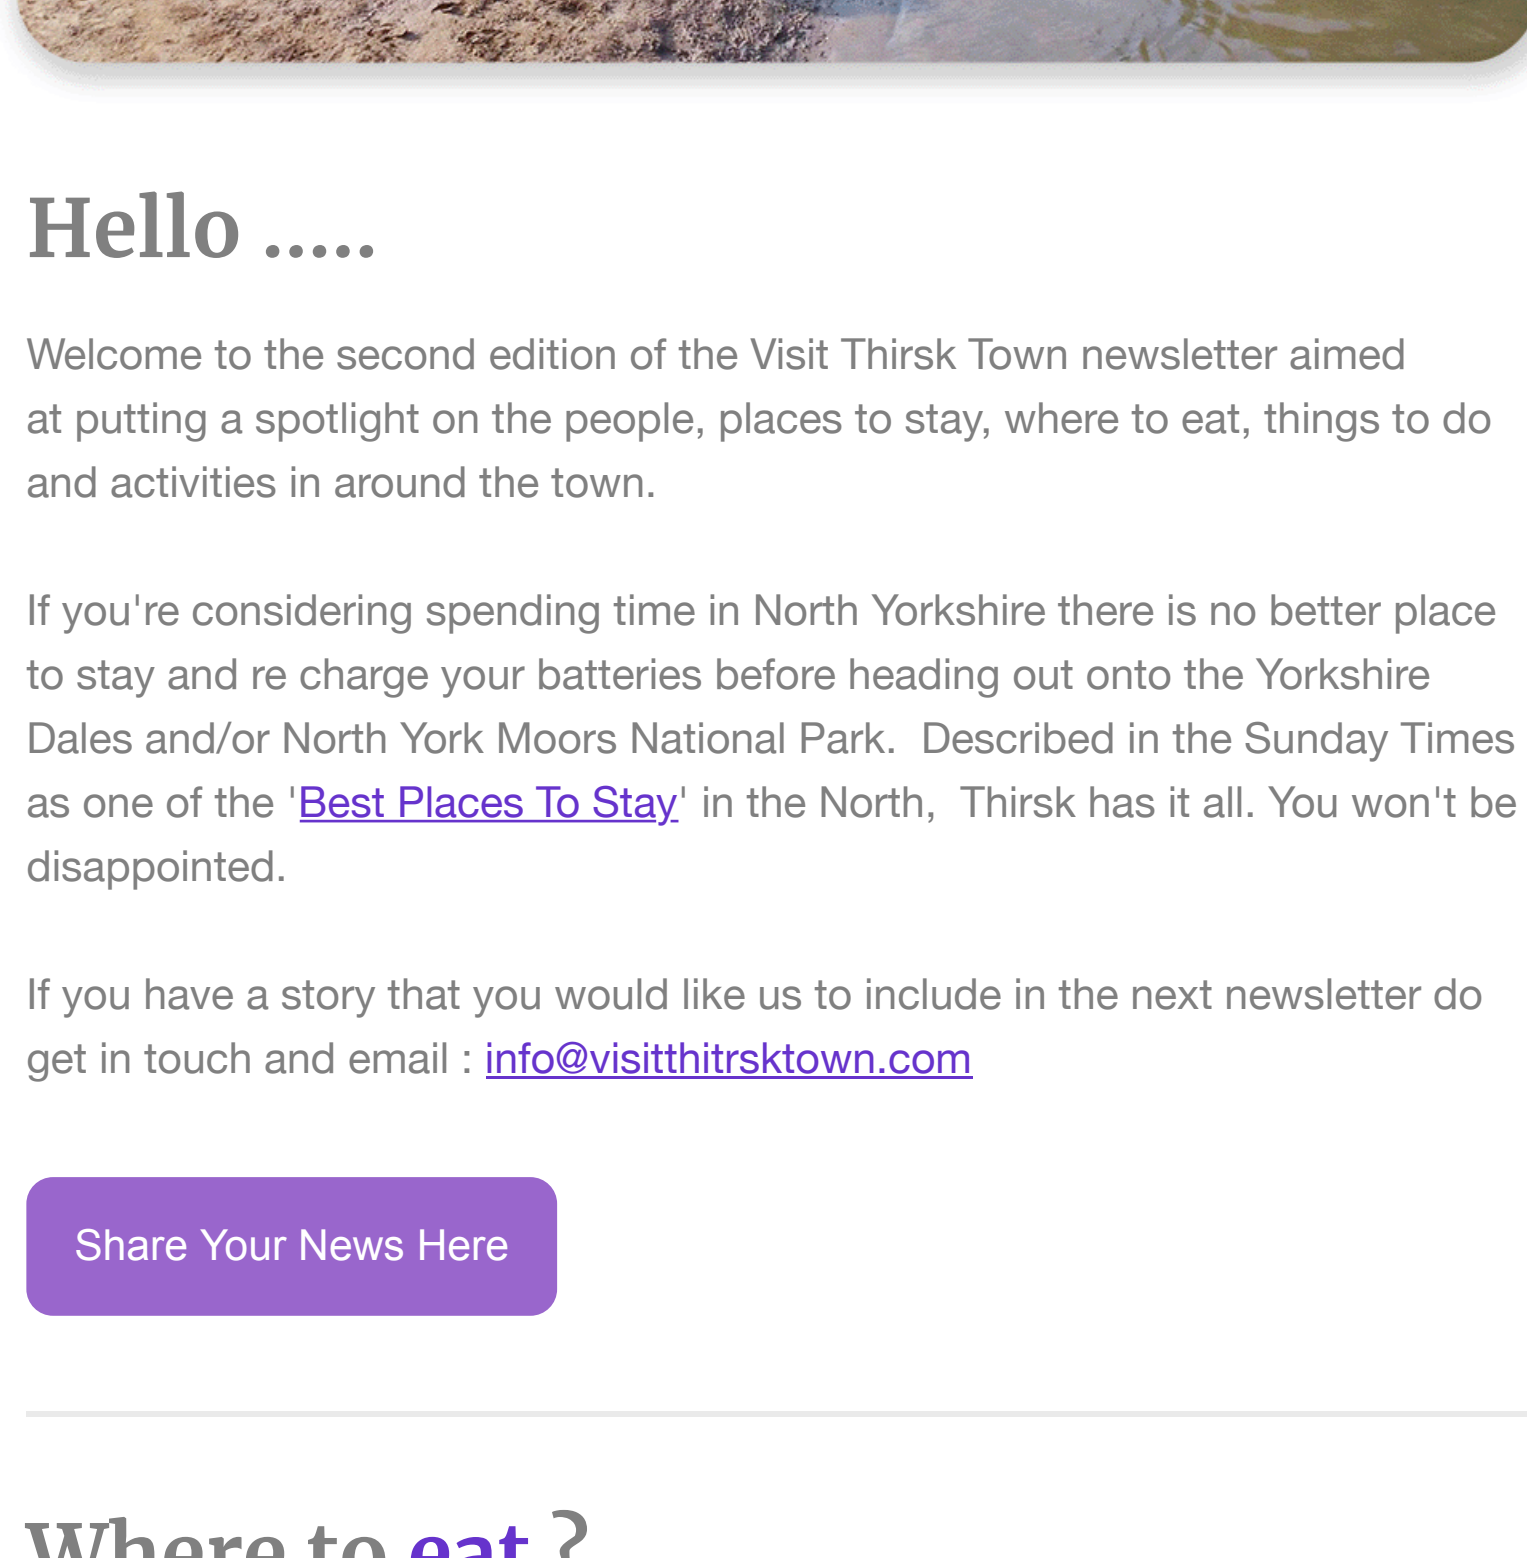 Hello .....
Welcome to the second edition of the Visit Thirsk Town newsletter aimed
at putting a spotlight on the people, places to stay, where to eat, things to do
and activities in around the town.
If you're considering spending time in North Yorkshire there is no better place
to stay and re charge your batteries before heading out onto the Yorkshire
Dales and/or North York Moors National Park.  Described in the Sunday Times
as one of the 'Best Places To Stay' in the North,  Thirsk has it all. You won't be
disappointed.
If you have a story that you would like us to include in the next newsletter do
get in touch and email : info@visitthitrsktown.com
Share Your News Here
Where to eat ?